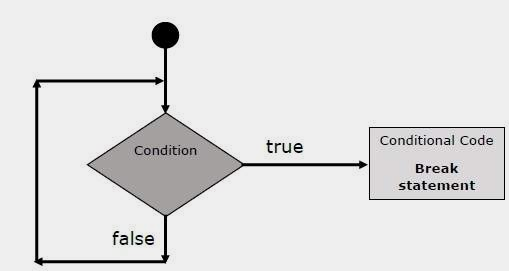 Condition
true
Conditional Code
Break
statement
false